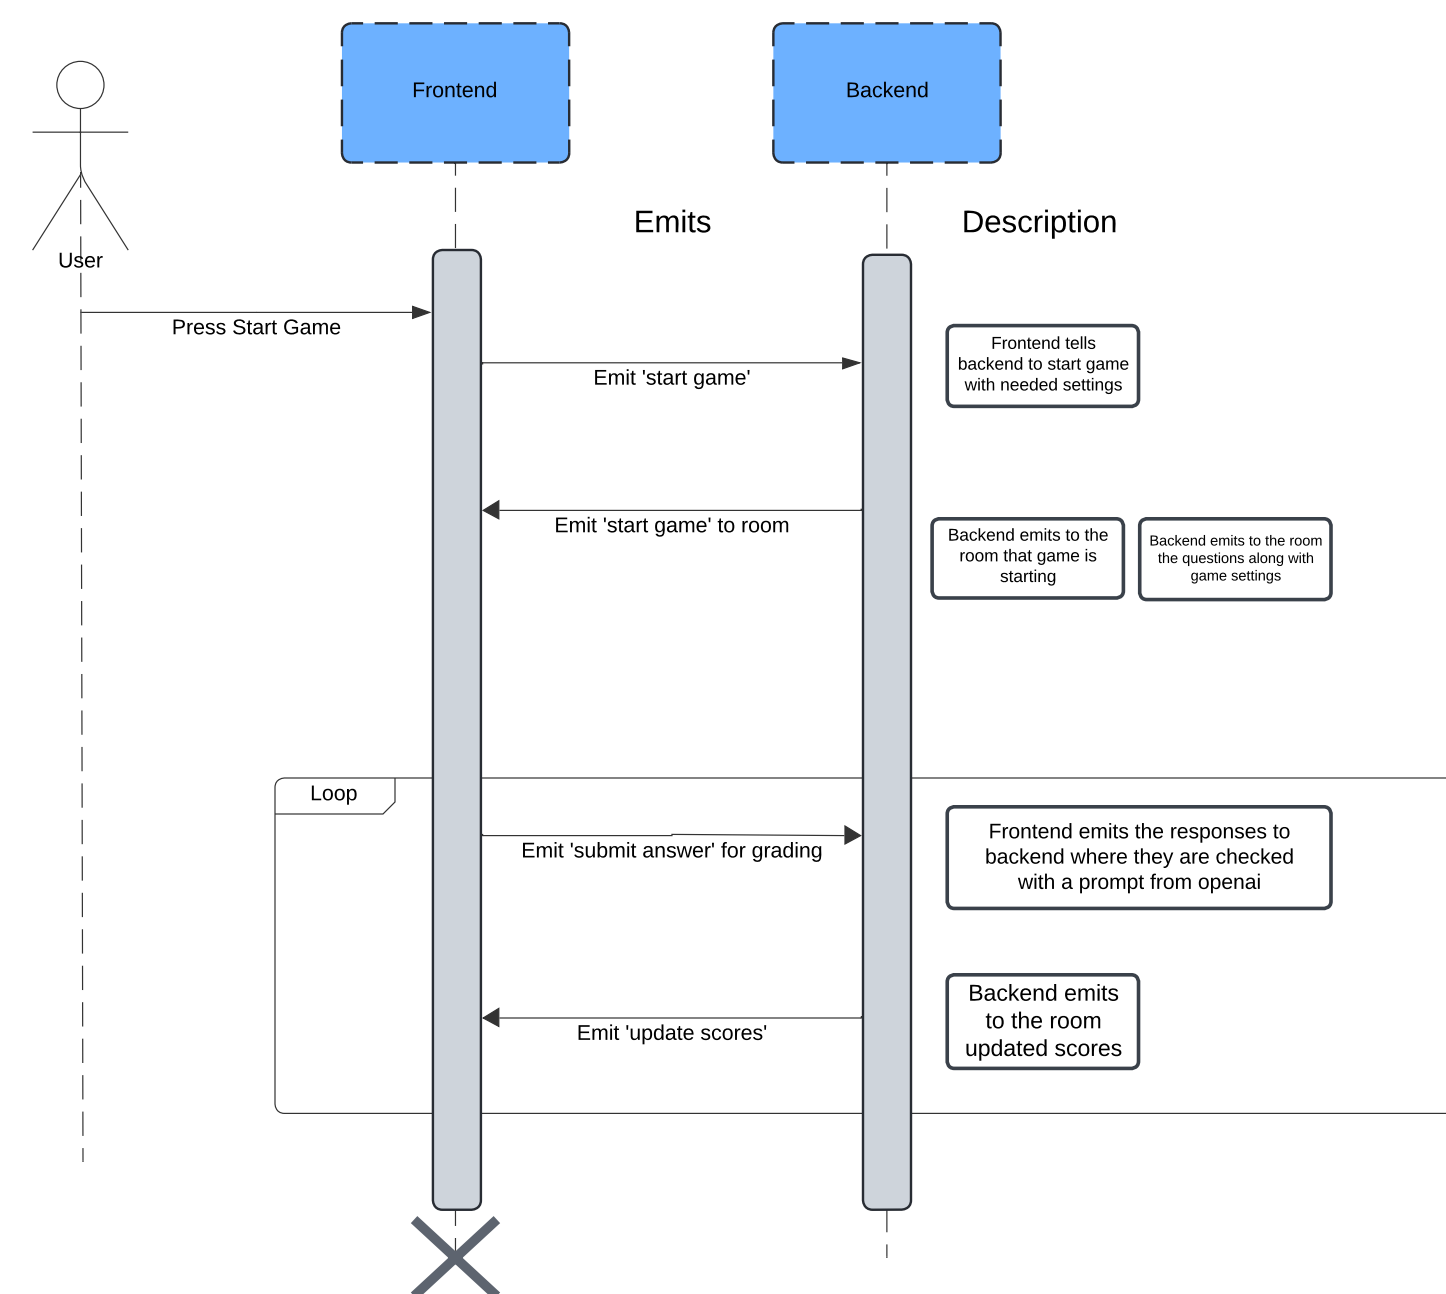 Frontend
Backend
Emits
Description
User
Press Start Game
Frontend tells
backend to start game
with needed settings
Emit 'start game'
Emit 'start game' to room
Backend emits to the
room that game is
starting
Backend emits to the room
the questions along with
game settings
Loop
Frontend emits the responses to
backend where they are checked
with a prompt from openai
Emit 'submit answer' for grading
Backend emits
to the room
updated scores
Emit 'update scores'